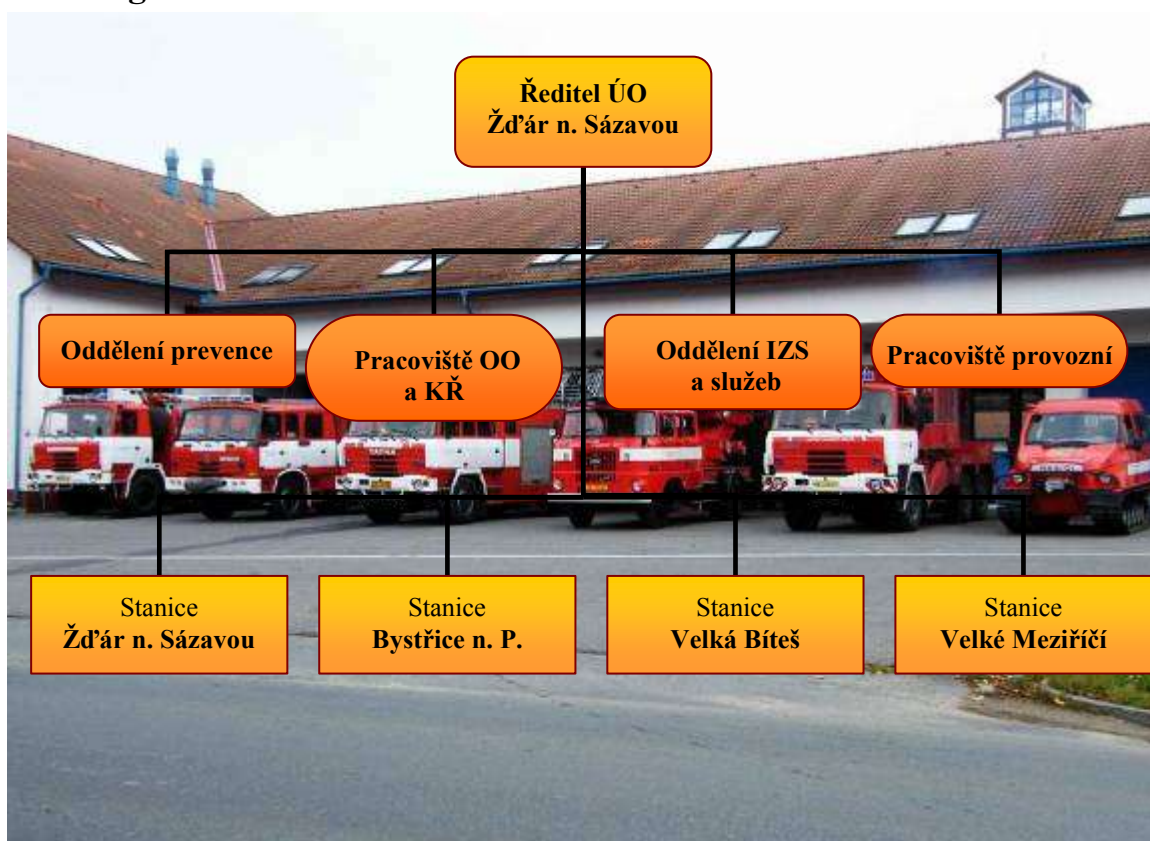 Ředitel ÚO
Žďár n. Sázavou
Oddělení prevence
Pracoviště OO
a KŘ
Oddělení IZS
a služeb
Pracoviště provozní
TATRA
Stanice
Žďár n. Sázavou
Stanice
Bystřice n. P.
Stanice
Velká Bíteš
Stanice
Velké Meziříčí